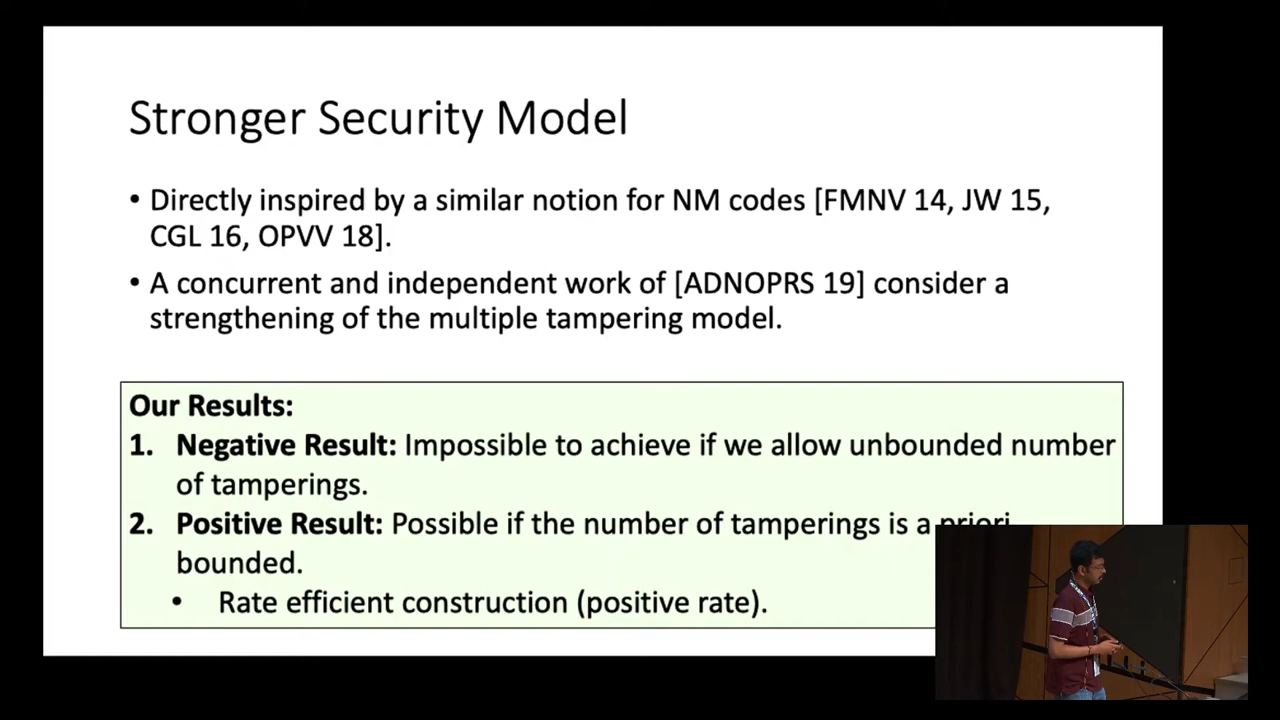 Stronger Security Model
• Directly inspired by a similar notion for NM codes [FMNV 14, JW 15,
CGL 16, OPVV 18].
• A concurrent and independent work of [ADNOPRS 19] consider a
strengthening of the multiple tampering model.
Our Results:
1. Negative Result: Impossible to achieve if we allow unbounded number
of tamperings.
2. Positive Result: Possible if the number of tamperings is a priori
bounded.
• Rate efficient construction (positive rate).